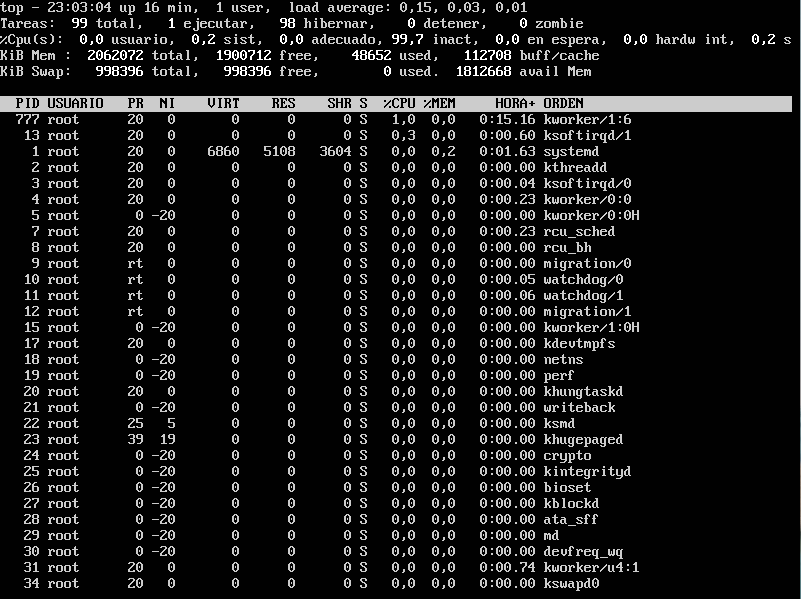 top - 23:03:04 up 16 min,  1 user,  load average: 0,15, 0,03, 0,01
Tareas:  99 total,   1 ejecutar,  98 hibernar,   0 detener,   0 zombie
%Cpu(s):  0,0 usuario,  0,2 sist,  0,0 adecuado, 99,7 inact,  0,0 en espera,  0,0 hardw int,  0,2 s
KiB Mem :  2062072 total,  1900712 free,    48652 used,   112708 buff/cache
KiB Swap:   998396 total,   998396 free,        0 used.  1812668 avail Mem
PID USUARIO   PR  NI    VIRT    RES    SHR S  %CPU %MEM     HORA+ ORDEN
777 root      20   0       0      0      0 S   1,0  0,0   0:15.16 kworker/1:6
13 root      20   0       0      0      0 S   0,3  0,0   0:00.60 ksoftirqd/1
1 root      20   0    6860   5108   3604 S   0,0  0,2   0:01.63 systemd
2 root      20   0       0      0      0 S   0,0  0,0   0:00.00 kthreadd
3 root      20   0       0      0      0 S   0,0  0,0   0:00.04 ksoftirqd/0
4 root      20   0       0      0      0 S   0,0  0,0   0:00.23 kworker/0:0
5 root       0 -20       0      0      0 S   0,0  0,0   0:00.00 kworker/0:0H
7 root      20   0       0      0      0 S   0,0  0,0   0:00.23 rcu_sched
8 root      20   0       0      0      0 S   0,0  0,0   0:00.00 rcu_bh
9 root      rt   0       0      0      0 S   0,0  0,0   0:00.00 migration/0
10 root      rt   0       0      0      0 S   0,0  0,0   0:00.05 watchdog/0
11 root      rt   0       0      0      0 S   0,0  0,0   0:00.06 watchdog/1
12 root      rt   0       0      0      0 S   0,0  0,0   0:00.00 migration/1
15 root       0 -20       0      0      0 S   0,0  0,0   0:00.00 kworker/1:0H
17 root      20   0       0      0      0 S   0,0  0,0   0:00.00 kdevtmpfs
18 root       0 -20       0      0      0 S   0,0  0,0   0:00.00 netns
19 root       0 -20       0      0      0 S   0,0  0,0   0:00.00 perf
20 root      20   0       0      0      0 S   0,0  0,0   0:00.00 khungtaskd
21 root       0 -20       0      0      0 S   0,0  0,0   0:00.00 writeback
22 root      25   5       0      0      0 S   0,0  0,0   0:00.00 ksmd
23 root      39  19       0      0      0 S   0,0  0,0   0:00.00 khugepaged
24 root       0 -20       0      0      0 S   0,0  0,0   0:00.00 crypto
25 root       0 -20       0      0      0 S   0,0  0,0   0:00.00 kintegrityd
26 root       0 -20       0      0      0 S   0,0  0,0   0:00.00 bioset
27 root       0 -20       0      0      0 S   0,0  0,0   0:00.00 kblockd
28 root       0 -20       0      0      0 S   0,0  0,0   0:00.00 ata_sff
29 root       0 -20       0      0      0 S   0,0  0,0   0:00.00 md
30 root       0 -20       0      0      0 S   0,0  0,0   0:00.00 devfreq_wq
31 root      20   0       0      0      0 S   0,0  0,0   0:00.74 kworker/u4:1
34 root      20   0       0      0      0 S   0,0  0,0   0:00.00 kswapd0